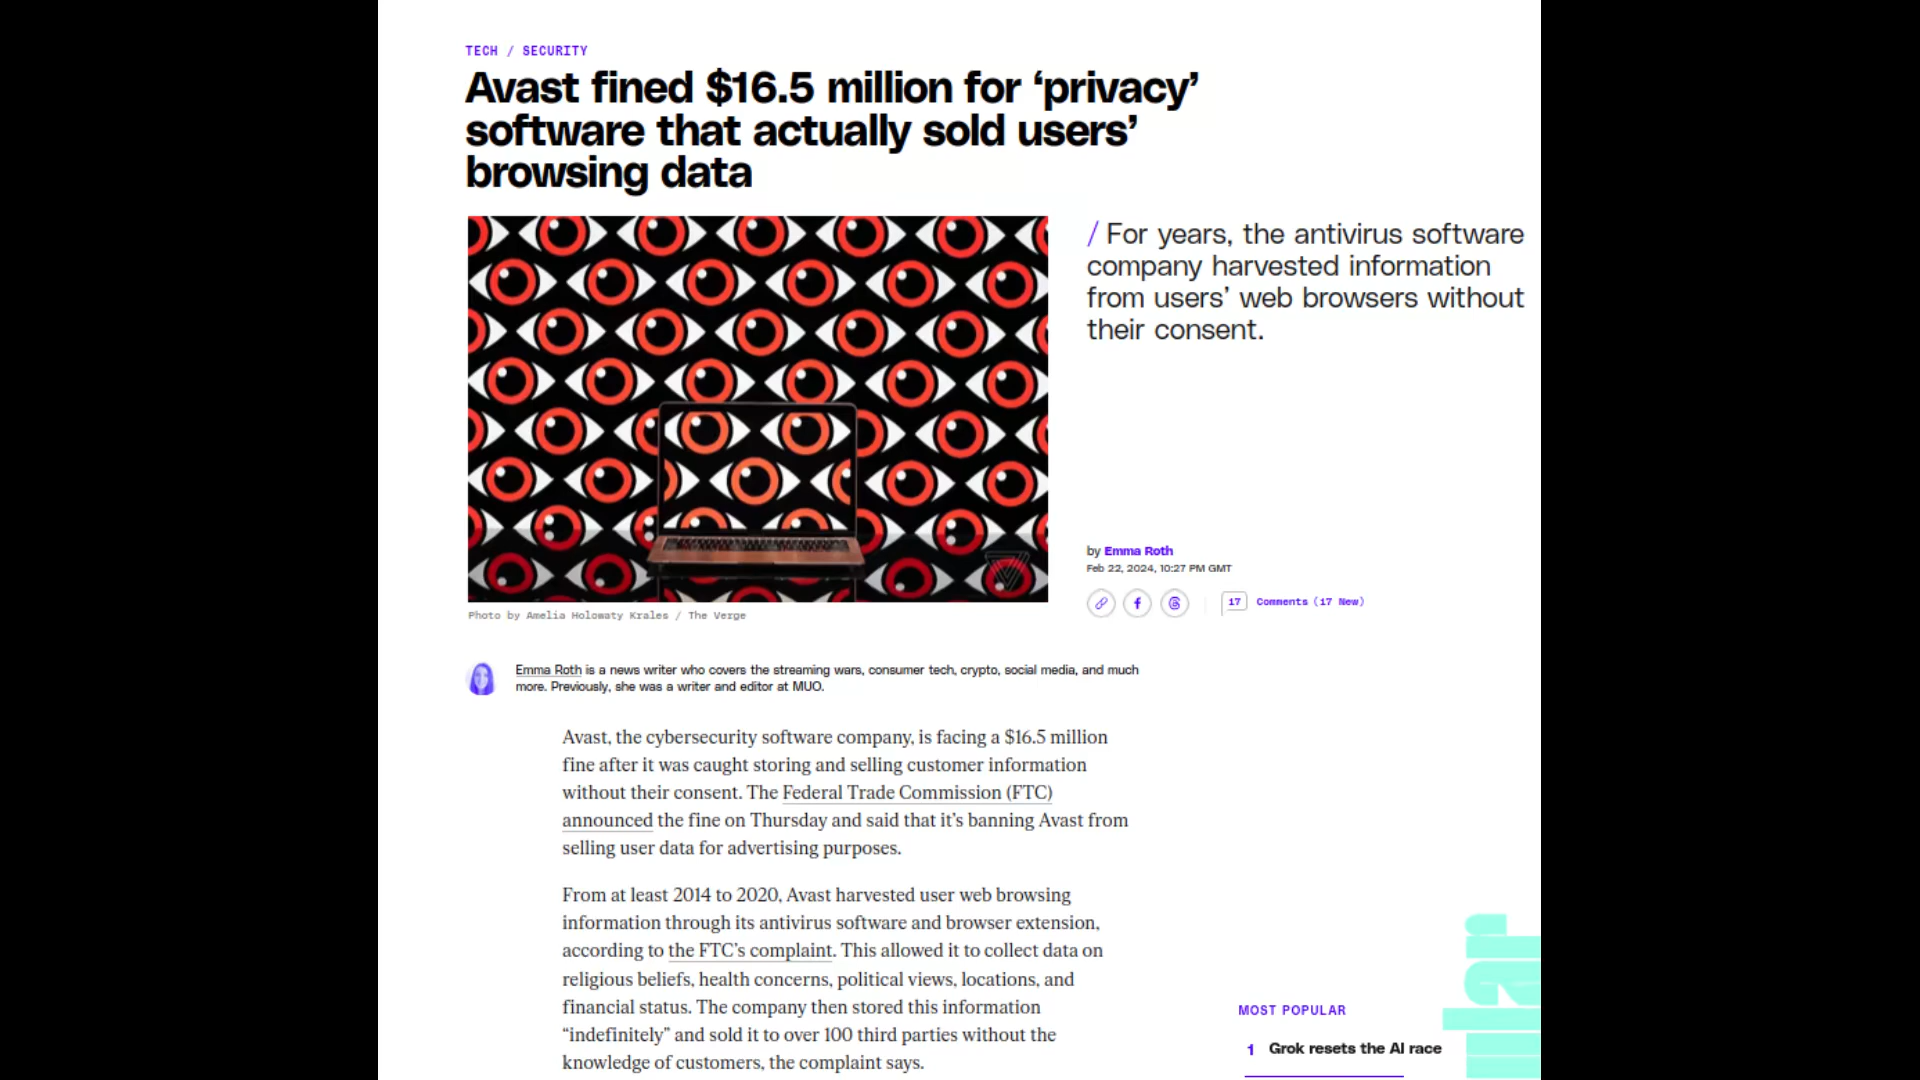 TECH / SECURITY
Avast fined $16.5 million for ‘privacy’
software that actually sold users’
browsing data
/ For years, the antivirus software
company harvested information
from users’ web browsers without
their consent.
by Emma Roth
Feb 22, 2024, 10:27 PM GMT
17 Comments (17 New)
Photo by Amelia Holowaty Krales / The Verge
Emma Roth is a news writer who covers the streaming wars, consumer tech, crypto, social media, and much
more. Previously, she was a writer and editor at MUO.
Avast, the cybersecurity software company, is facing a $16.5 million
fine after it was caught storing and selling customer information
without their consent. The Federal Trade Commission (FTC)
announced the fine on Thursday and said that it’s banning Avast from
selling user data for advertising purposes.
From at least 2014 to 2020, Avast harvested user web browsing
information through its antivirus software and browser extension,
according to the FTC’s complaint. This allowed it to collect data on
religious beliefs, health concerns, political views, locations, and
financial status. The company then stored this information
“indefinitely” and sold it to over 100 third parties without the
knowledge of customers, the complaint says.
MOST POPULAR
1 Grok resets the AI race